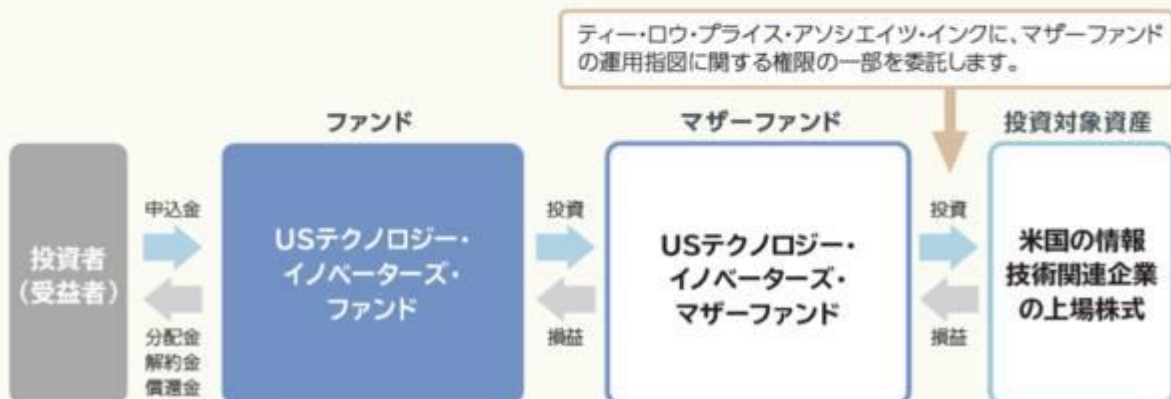 ティー・ロウ・プライス・アソシエイツ・インクに、マザーファンド
の運用指図に関する権限の一部を委託します。
ファンド
マザーファンド
投資対象資産
投資者
（受益者）
申込金
分配金
解約金
償還金
USテクノロジー・
イノベーターズ・
ファンド
投資
損益
USテクノロジー・
イノベーターズ・
マザーファンド
投資
損益
米国の情報
技術関連企業
の上場株式